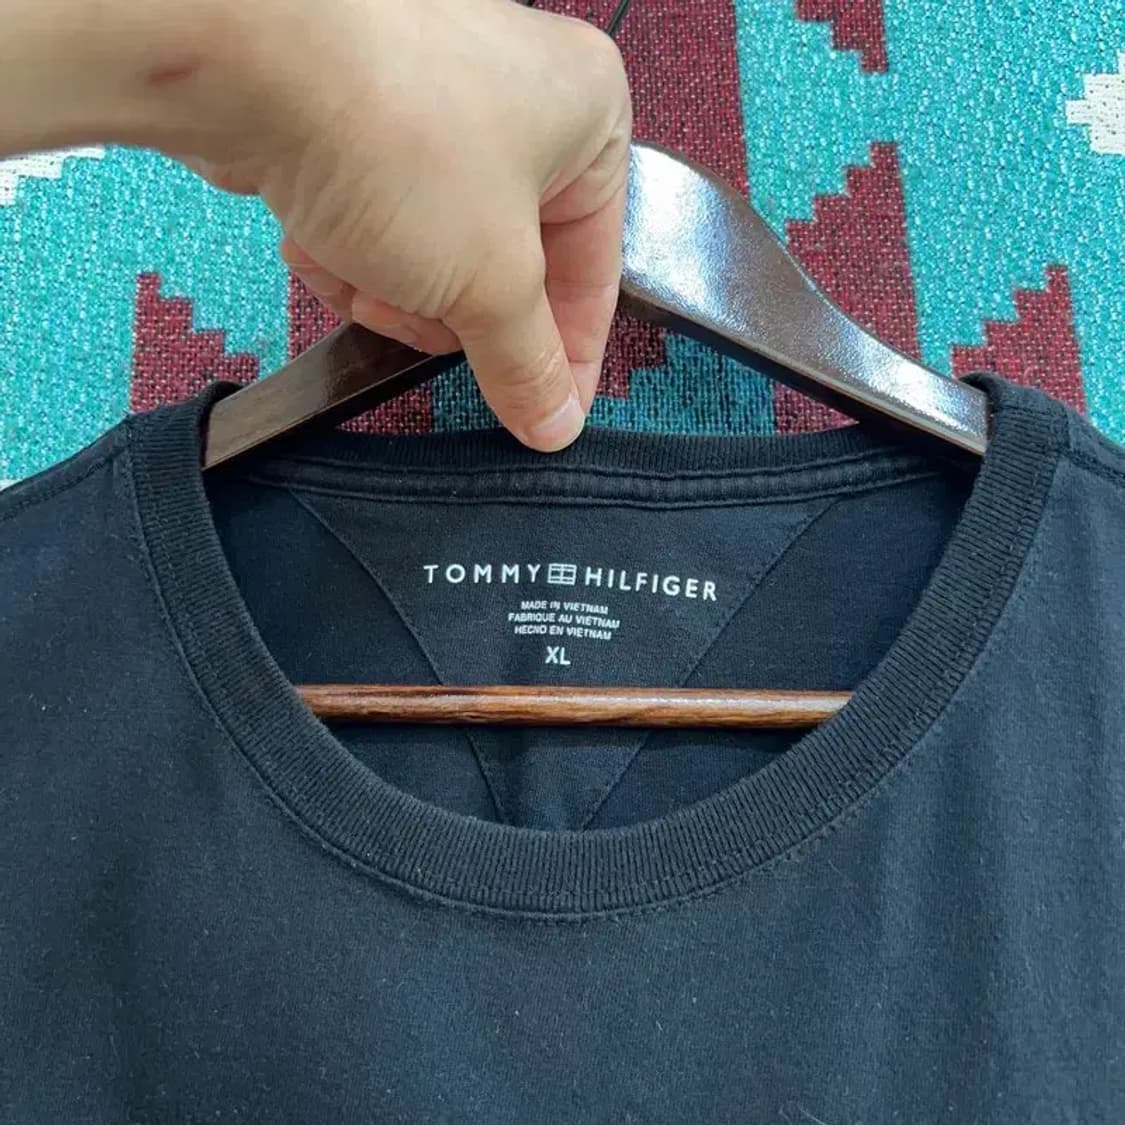 TOMMY HILFIGER
MADE IN VIETNAM
FABRIQUE AU VIETNAM
HECHO EN VIETNAM
XL